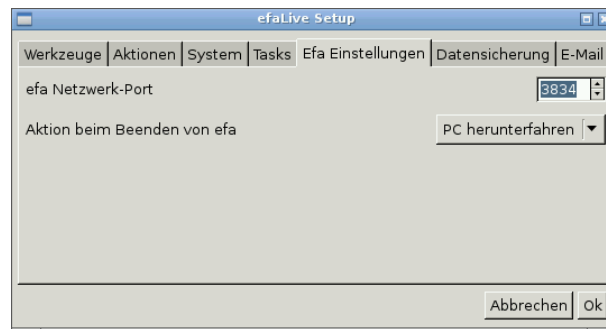 efaLive Setup
Werkzeuge Aktionen System Tasks Efa Einstellungen Datensicherung E-Mail
efa Netzwerk-Port 3834
Aktion beim Beenden von efa PC herunterfahren
Abbrechen Ok